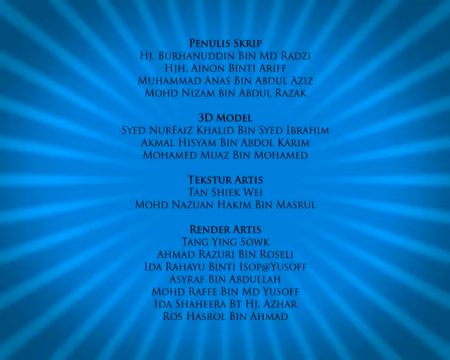 Penulis Skrip
Hj. Burhanuddin Bin Md Radzi
Hjh. Ainon Binti Ariff
Muhammad Anas Bin Abdul Aziz
Mohd Nizam bin Abdul Razak
3D Model
Syed NurFaiz Khalid Bin Syed Ibrahim
Akmal Hisyam Bin Abdol Karim
Mohamed Muaz Bin Mohamed
Tekstur Artis
Tan Shiek Wei
Mohd Nazuan Hakim Bin Masrul
Render Artis
Tang Ying Sowk
Ahmad Razuri Bin Roseli
Ida Rahayu Binti Isop@Yusoff
Asyraf Bin Abdullah
Mohd Raffe Bin Md Yusoff
Ida Shaheera Bt Hj. Azhar
Ros Hasrol Bin Ahmad